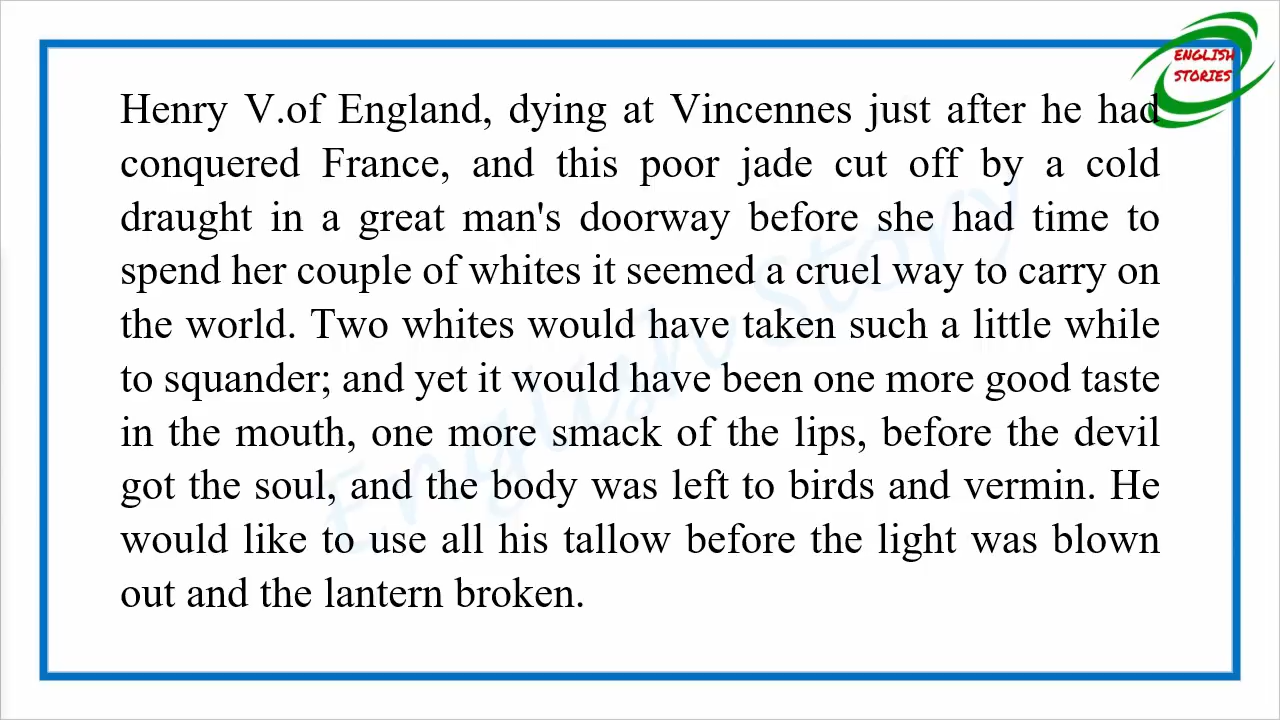 ENGLISH
STORIES
Henry V.of England, dying at Vincennes just after he had
conquered France, and this poor jade cut off by a cold
draught in a great man's doorway before she had time to
spend her couple of whites it seemed a cruel way to carry on
the world. Two whites would have taken such a little while
to squander; and yet it would have been one more good taste
in the mouth, one more smack of the lips, before the devil
got the soul, and the body was left to birds and vermin. He
would like to use all his tallow before the light was blown
out and the lantern broken.
English Story